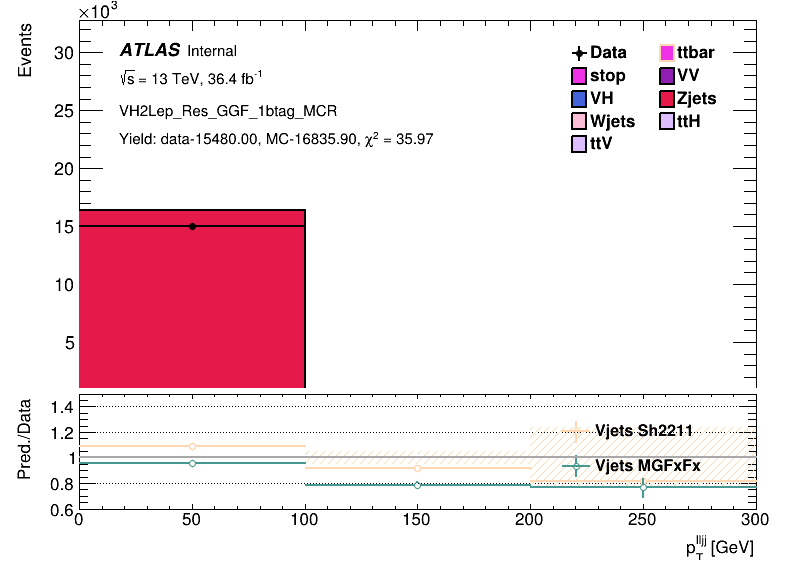 ×10³
Events
ATLAS Internal
√s = 13 TeV, 36.4 fb⁻¹
VH2Lep_Res_GGF_1btag_MCR
Yield: data-15480.00, MC-16835.90, χ² = 35.97
Data
ttbar
stop
VV
VH
Zjets
Wjets
ttH
ttV
30
25
20
15
10
5
Pred./Data
1.4
1.2
1
0.8
0.6
Vjets Sh2211
Vjets MGFxFx
0 50 100 150 200 250 300
p_T^lljj [GeV]